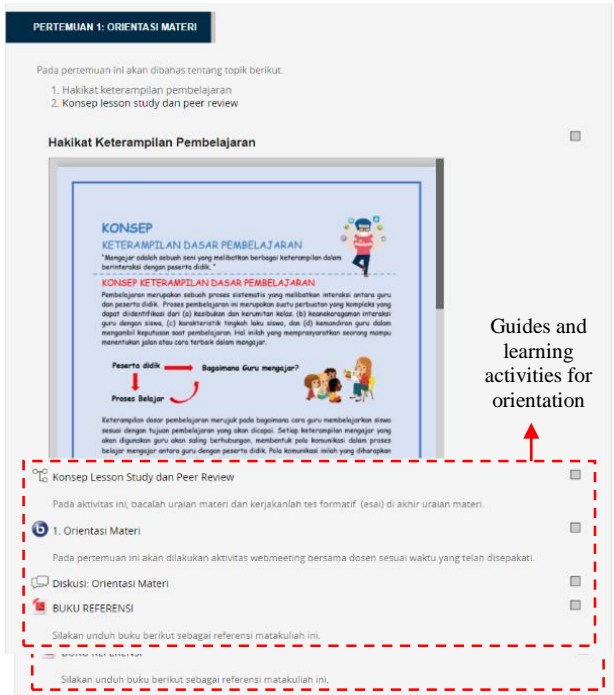 PERTEMUAN 1: ORIENTASI MATERI
Pada pertemuan ini akan dibahas tentang topik berikut.
1. Hakikat keterampilan pembelajaran
2. Konsep lesson study dan peer review
Hakikat Keterampilan Pembelajaran
KONSEP
KETERAMPILAN DASAR PEMBELAJARAN
"Mengajar adalah sebuah seni yang melibatkan berbagai keterampilan dalam
berinteraksi dengan peserta didik."
KONSEP KETERAMPILAN DASAR PEMBELAJARAN
Pembelajaran merupakan sebuah proses sistematis yang melibatkan interaksi antara guru
dan peserta didik. Proses pembelajaran ini merupakan suatu perbuatan yang kompleks yang
dapat diidentifikasi dari (a) kesibukan dan kerumitan kelas, (b) keanekaragaman interaksi
guru dengan siswa, (c) karakteristik tingkah laku siswa, dan (d) kemandiran guru dalam
mengambil keputusan saat pembelajaran. Hal inilah yang memprasyaratkan seorang mampu
menentukan jalan atau cara terbaik dalam mengajar.
Peserta didik
Bagaimana Guru mengajar?
Proses Belajar
Keterampilan dasar pembelajaran merujuk pada bagaimana cara guru membelajarkan siswa
sesuai dengan tujuan pembelajaran yang akan dicapai. Setiap keterampilan mengajar yang
akan digunakan guru akan saling berhubungan, membentuk pola komunikasi dalam proses
belajar mengajar antara guru dengan peserta didik. Pola komunikasi inilah yang diharapkan
Guides and
learning
activities for
orientation
Konsep Lesson Study dan Peer Review
Pada aktivitas ini, bacalah uraian materi dan kerjakanlah tes formatif (esai) di akhir uraian materi.
1. Orientasi Materi
Pada pertemuan ini akan dilakukan aktivitas webmeeting bersama dosen sesuai waktu yang telah disepakati.
Diskusi: Orientasi Materi
BUKU REFERENSI
Silakan unduh buku berikut sebagai referensi matakuliah ini.
BUKU REFERENSI
Silakan unduh buku berikut sebagai referensi matakuliah ini.